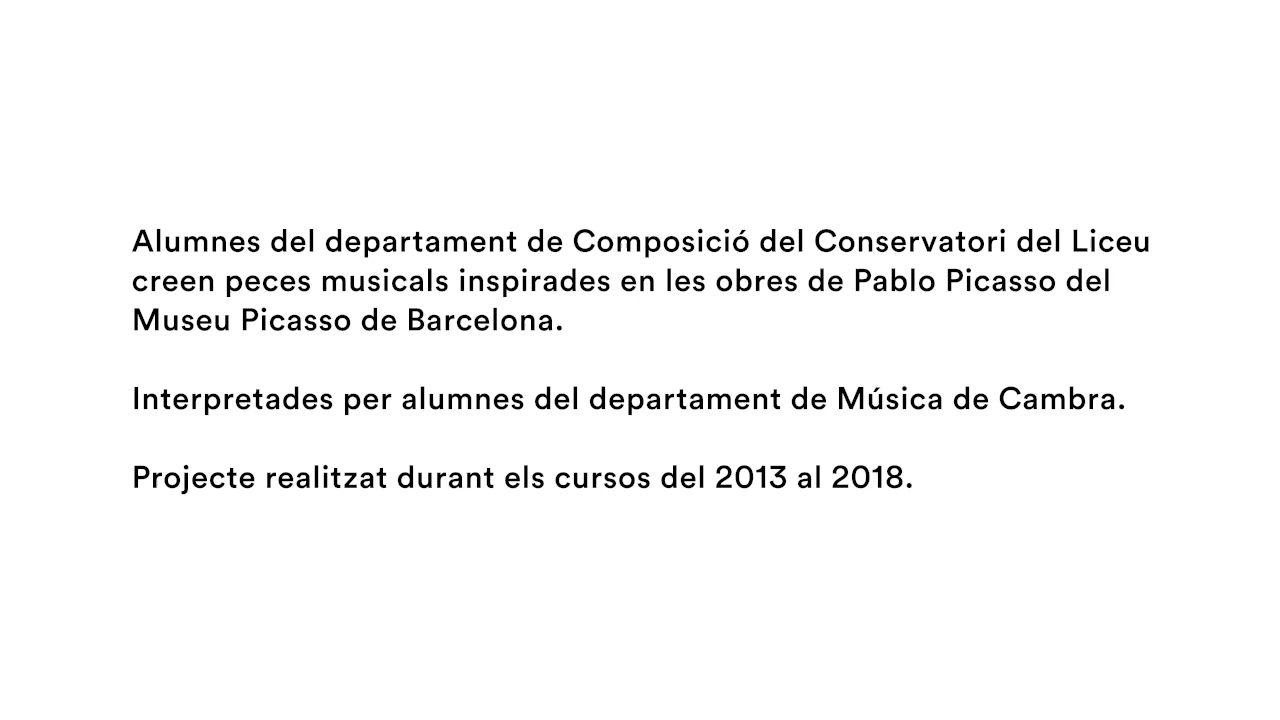 Alumnes del departament de Composició del Conservatori del Liceu
creen peces musicals inspirades en les obres de Pablo Picasso del
Museu Picasso de Barcelona.
Interpretades per alumnes del departament de Música de Cambra.
Projecte realitzat durant els cursos del 2013 al 2018.